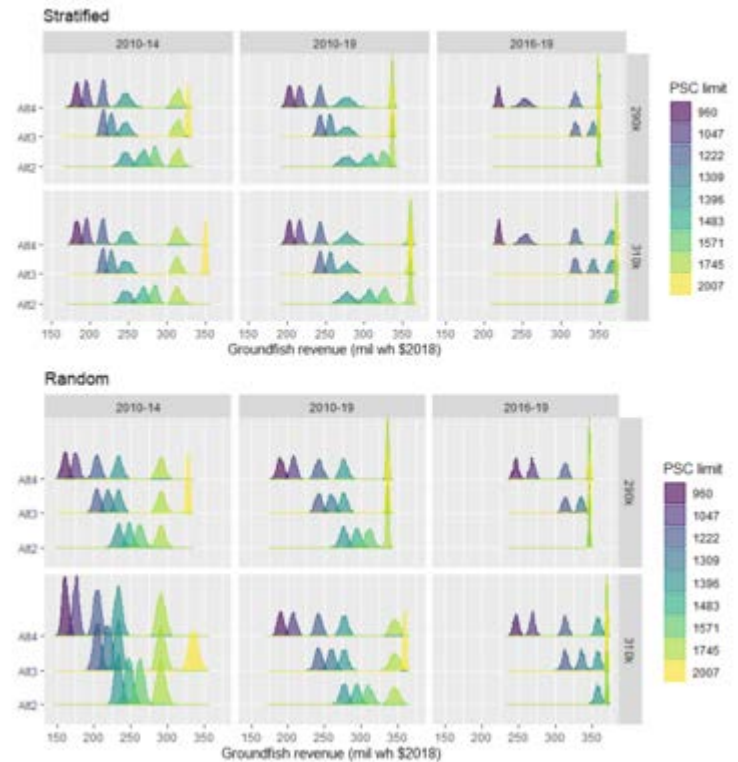 Stratified
2010-14 2010-19 2016-19
Alt4
Alt3
Alt2
290k
Alt4
Alt3
Alt2
310k
150 200 250 300 350 150 200 250 300 350 150 200 250 300 350
Groundfish revenue (mil wh $2018)
PSC limit
960
1047
1222
1309
1396
1483
1571
1745
2007
Random
2010-14 2010-19 2016-19
Alt4
Alt3
Alt2
290k
Alt4
Alt3
Alt2
310k
150 200 250 300 350 150 200 250 300 350 150 200 250 300 350
Groundfish revenue (mil wh $2018)
PSC limit
960
1047
1222
1309
1396
1483
1571
1745
2007